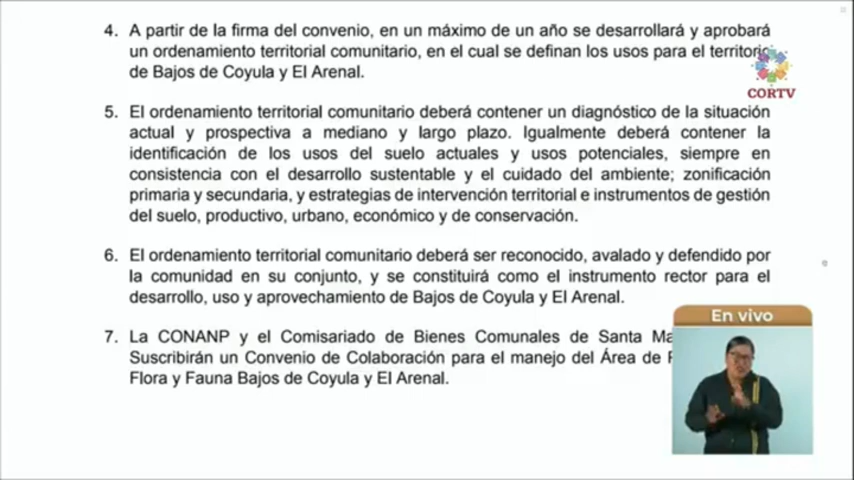 4. A partir de la firma del convenio, en un máximo de un año se desarrollará y aprobará
un ordenamiento territorial comunitario, en el cual se definan los usos para el territorio
de Bajos de Coyula y El Arenal.
CORTV
5. El ordenamiento territorial comunitario deberá contener un diagnóstico de la situación
actual y prospectiva a mediano y largo plazo. Igualmente deberá contener la
identificación de los usos del suelo actuales y usos potenciales, siempre en
consistencia con el desarrollo sustentable y el cuidado del ambiente; zonificación
primaria y secundaria, y estrategias de intervención territorial e instrumentos de gestión
del suelo, productivo, urbano, económico y de conservación.
6. El ordenamiento territorial comunitario deberá ser reconocido, avalado y defendido por
la comunidad en su conjunto, y se constituirá como el instrumento rector para el
desarrollo, uso y aprovechamiento de Bajos de Coyula y El Arenal.
En vivo
7. La CONANP y el Comisariado de Bienes Comunales de Santa
Suscribirán un Convenio de Colaboración para el manejo del Área de
Flora y Fauna Bajos de Coyula y El Arenal.